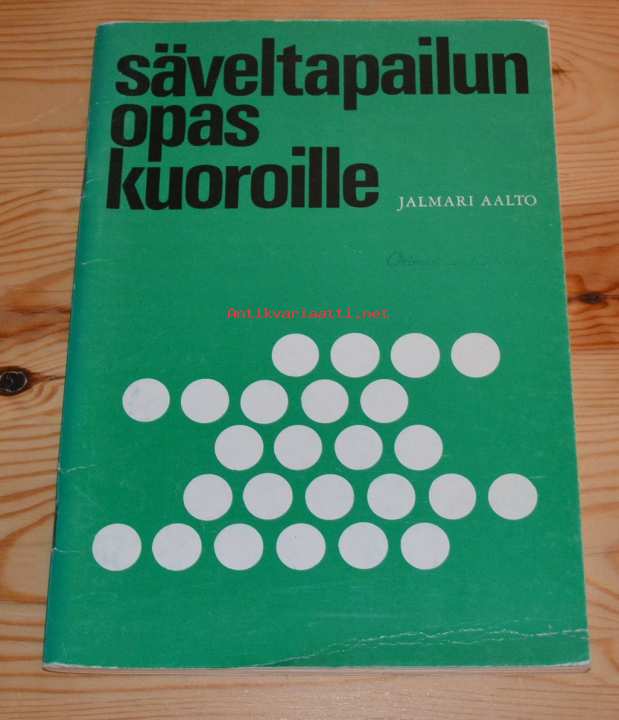 säveltapailun
opas
kuoroille
JALMARI AALTO
Antikvariaatti.net